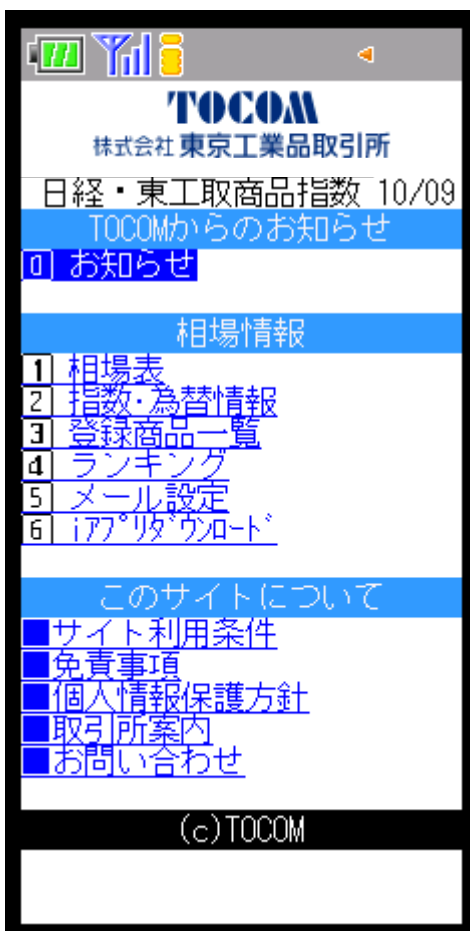 TOCOM
株式会社 東京工業品取引所
日経・東工取商品指数 10/09
TOCOMからのお知らせ
0 お知らせ
相場情報
1 相場表
2 指数・為替情報
3 登録商品一覧
4 ランキング
5 メール設定
6 iアプリダウンロード
このサイトについて
■サイト利用条件
■免責事項
■個人情報保護方針
■取引所案内
■お問い合わせ
(c)TOCOM